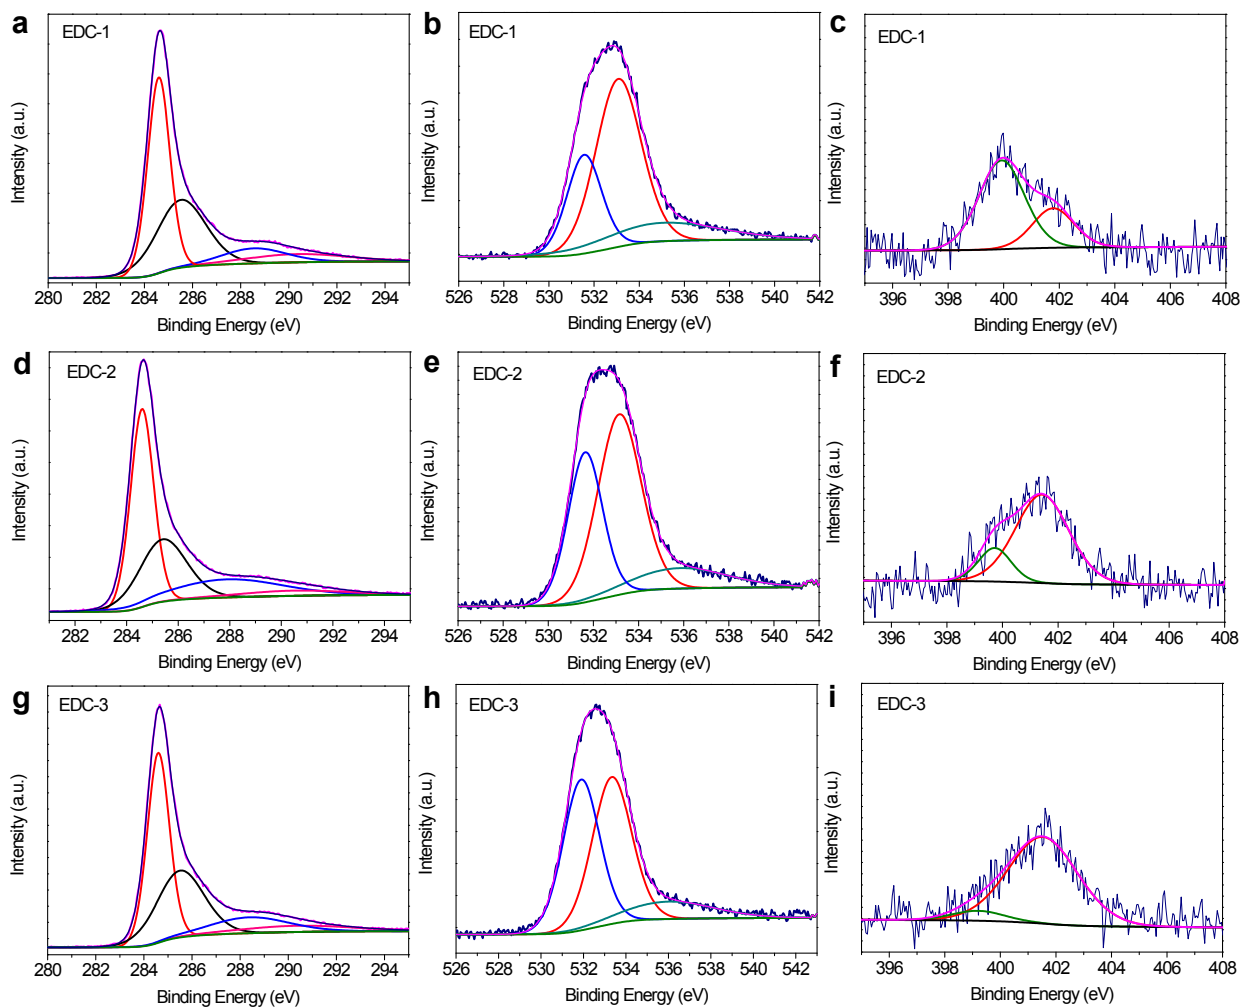 a
EDC-1
Intensity (a.u.)
280 282 284 286 288 290 292 294
Binding Energy (eV)
b
EDC-1
Intensity (a.u.)
526 530 532 534 536 538 540 542
Binding Energy (eV)
c
EDC-1
Intensity (a.u.)
396 398 400 402 404 406 408
Binding Energy (eV)
d
EDC-2
Intensity (a.u.)
282 284 286 288 290 292 294
Binding Energy (eV)
e
EDC-2
Intensity (a.u.)
526 530 532 534 536 538 540 542
Binding Energy (eV)
f
EDC-2
Intensity (a.u.)
396 398 400 402 404 406 408
Binding Energy (eV)
g
EDC-3
Intensity (a.u.)
280 282 284 286 288 290 292 294
Binding Energy (eV)
h
EDC-3
Intensity (a.u.)
526 528 530 532 534 536 538 540 542
Binding Energy (eV)
i
EDC-3
Intensity (a.u.)
396 398 400 402 404 406 408
Binding Energy (eV)